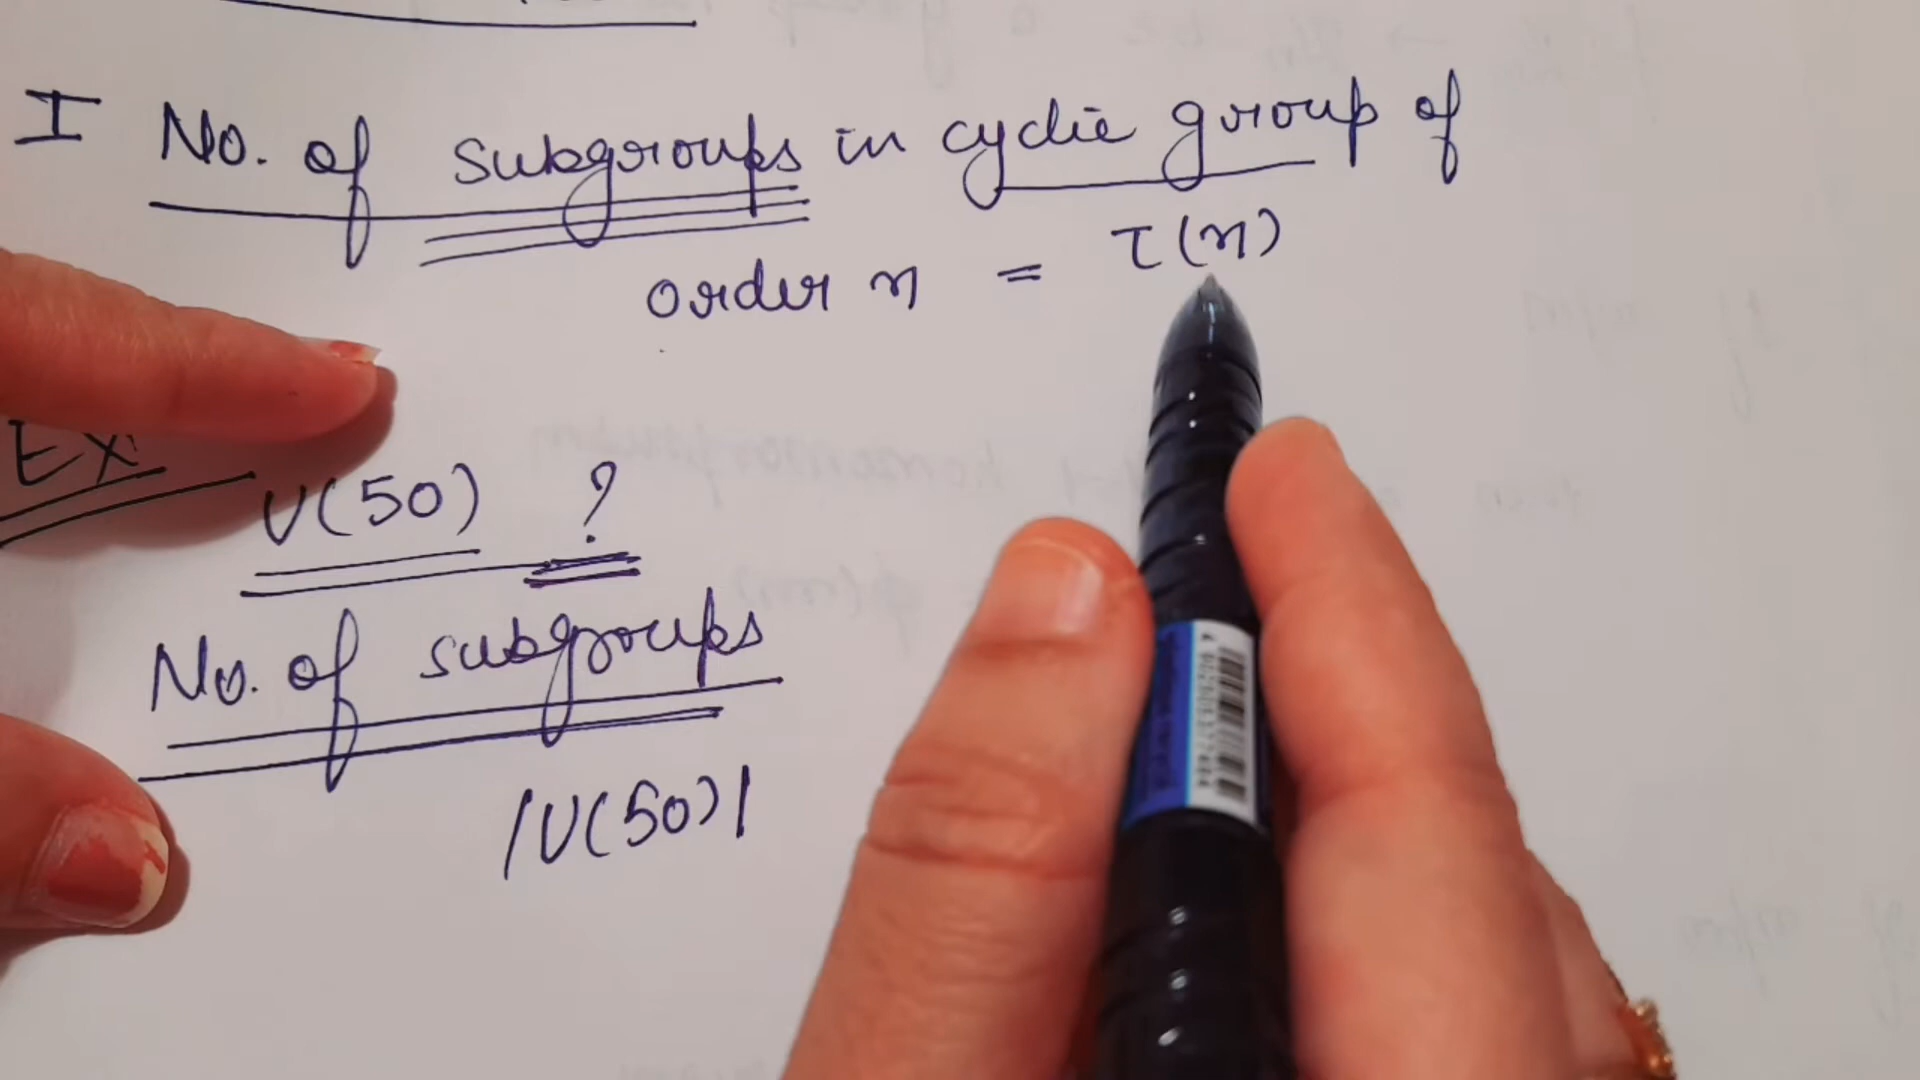 I No. of subgroups in cyclic group of
order n = τ(n)
Ex.
U(50) ?
No. of subgroups
|U(50)|